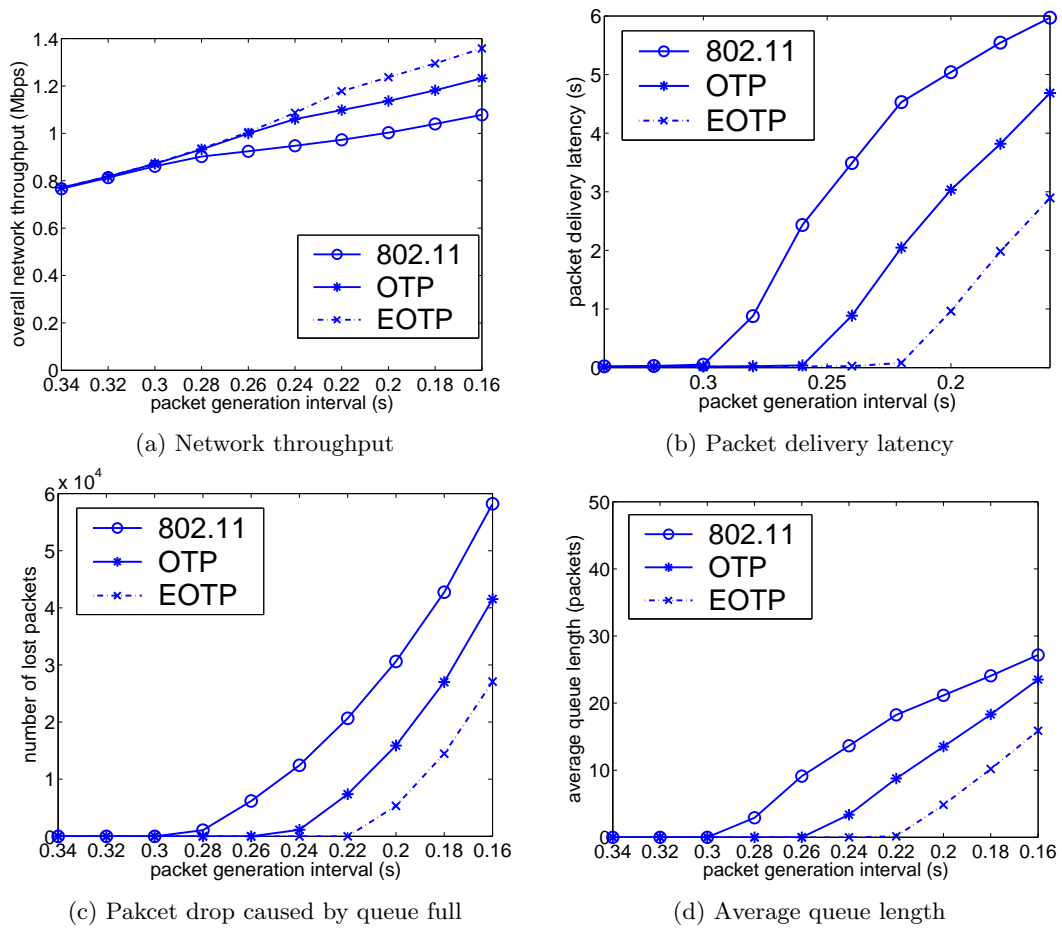 1.4
1.2
1
0.8
0.6
0.4
0.2
0
overall network throughput (Mbps)
802.11
OTP
EOTP
0.34 0.32 0.3 0.28 0.26 0.24 0.22 0.2 0.18 0.16
packet generation interval (s)
(a) Network throughput
6
5
4
3
2
1
0
packet delivery latency (s)
802.11
OTP
EOTP
0.3 0.25 0.2
packet generation interval (s)
(b) Packet delivery latency
x 10^4
6
5
4
3
2
1
0
number of lost packets
802.11
OTP
EOTP
0.34 0.32 0.3 0.28 0.26 0.24 0.22 0.2 0.18 0.16
packet generation interval (s)
(c) Pakcet drop caused by queue full
50
40
30
20
10
0
average queue length (packets)
802.11
OTP
EOTP
0.34 0.32 0.3 0.28 0.26 0.24 0.22 0.2 0.18 0.16
packet generation interval (s)
(d) Average queue length